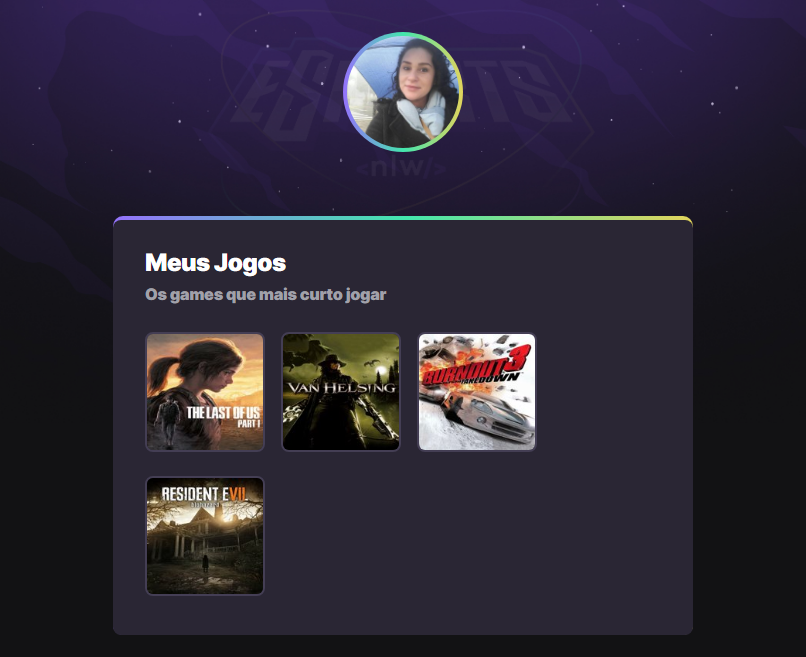 <nlw/>
Meus Jogos
Os games que mais curto jogar
THE LAST OF US
PART I
VAN HELSING
BURNOUT 3
TAKEDOWN
RESIDENT EVIL